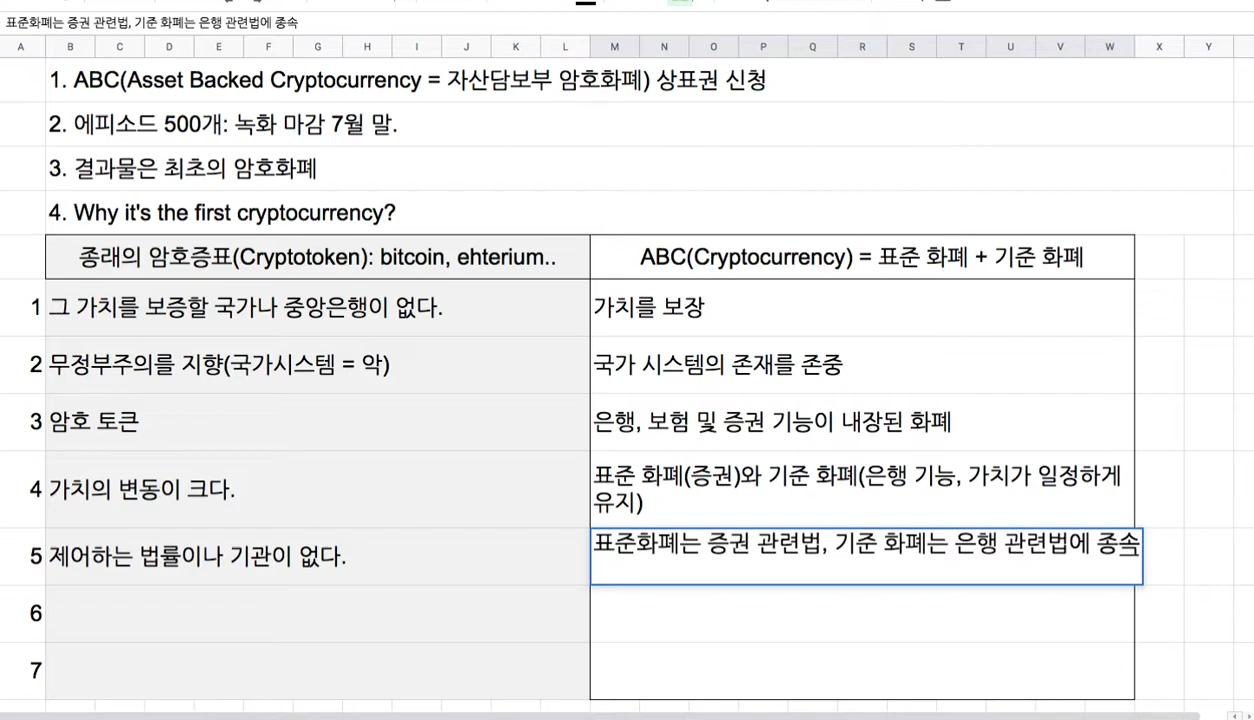 표준화폐는 증권 관련법, 기준 화폐는 은행 관련법에 종속
A B C D E F G H I J K L M N O P Q R S T U V W X Y
1. ABC(Asset Backed Cryptocurrency = 자산담보부 암호화폐) 상표권 신청
2. 에피소드 500개: 녹화 마감 7월 말.
3. 결과물은 최초의 암호화폐
4. Why it's the first cryptocurrency?
종래의 암호증표(Cryptotoken): bitcoin, ehterium.. ABC(Cryptocurrency) = 표준 화폐 + 기준 화폐
1 그 가치를 보증할 국가나 중앙은행이 없다. 가치를 보장
2 무정부주의를 지향(국가시스템 = 악) 국가 시스템의 존재를 존중
3 암호 토큰 은행, 보험 및 증권 기능이 내장된 화폐
4 가치의 변동이 크다. 표준 화폐(증권)와 기준 화폐(은행 기능, 가치가 일정하게
유지)
5 제어하는 법률이나 기관이 없다. 표준화폐는 증권 관련법, 기준 화폐는 은행 관련법에 종속
6
7